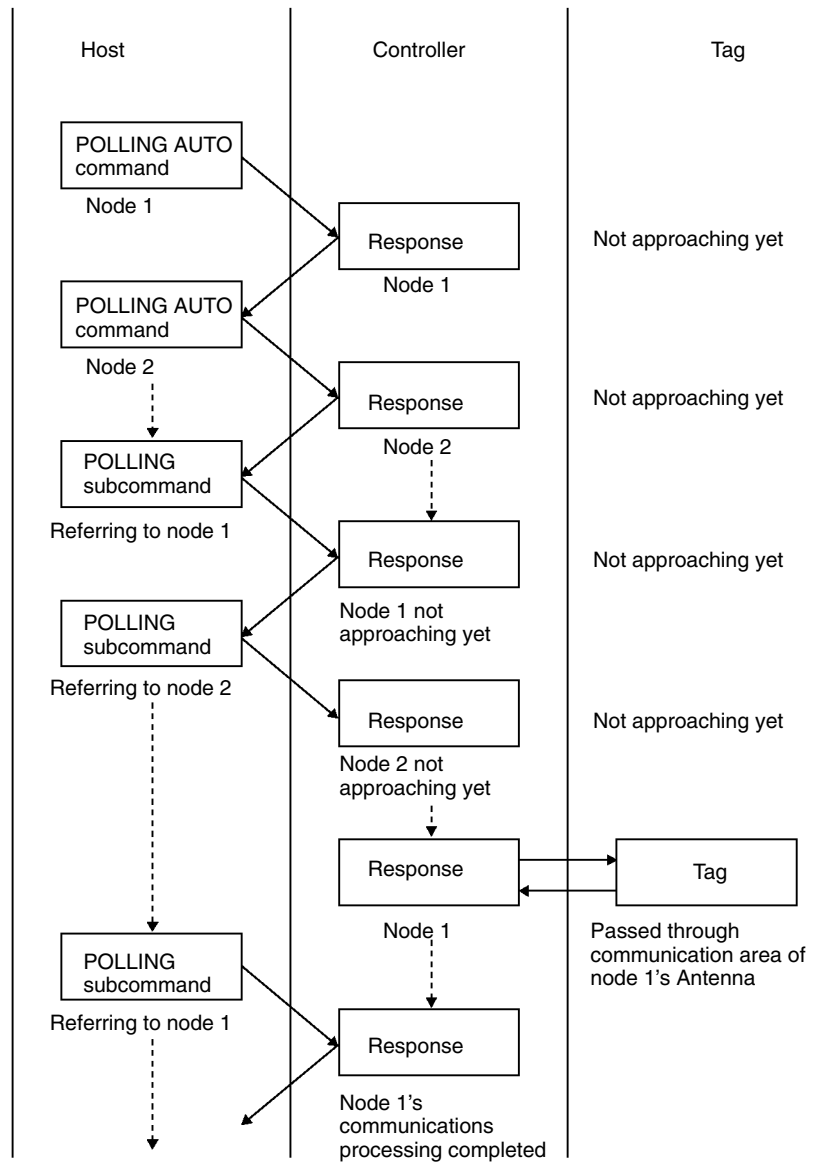 Host
Controller
Tag
POLLING AUTO
command
Node 1
Response
Node 1
Not approaching yet
POLLING AUTO
command
Node 2
Response
Node 2
Not approaching yet
POLLING
subcommand
Referring to node 1
Response
Node 1 not
approaching yet
Not approaching yet
POLLING
subcommand
Referring to node 2
Response
Node 2 not
approaching yet
Not approaching yet
Response
Node 1
Tag
Passed through
communication area of
node 1's Antenna
POLLING
subcommand
Referring to node 1
Response
Node 1's
communications
processing completed